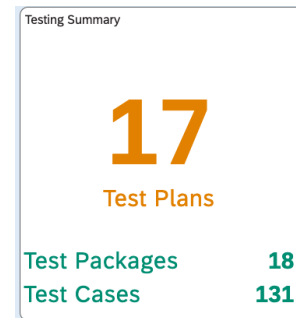 Testing Summary
17
Test Plans
Test Packages 18
Test Cases 131